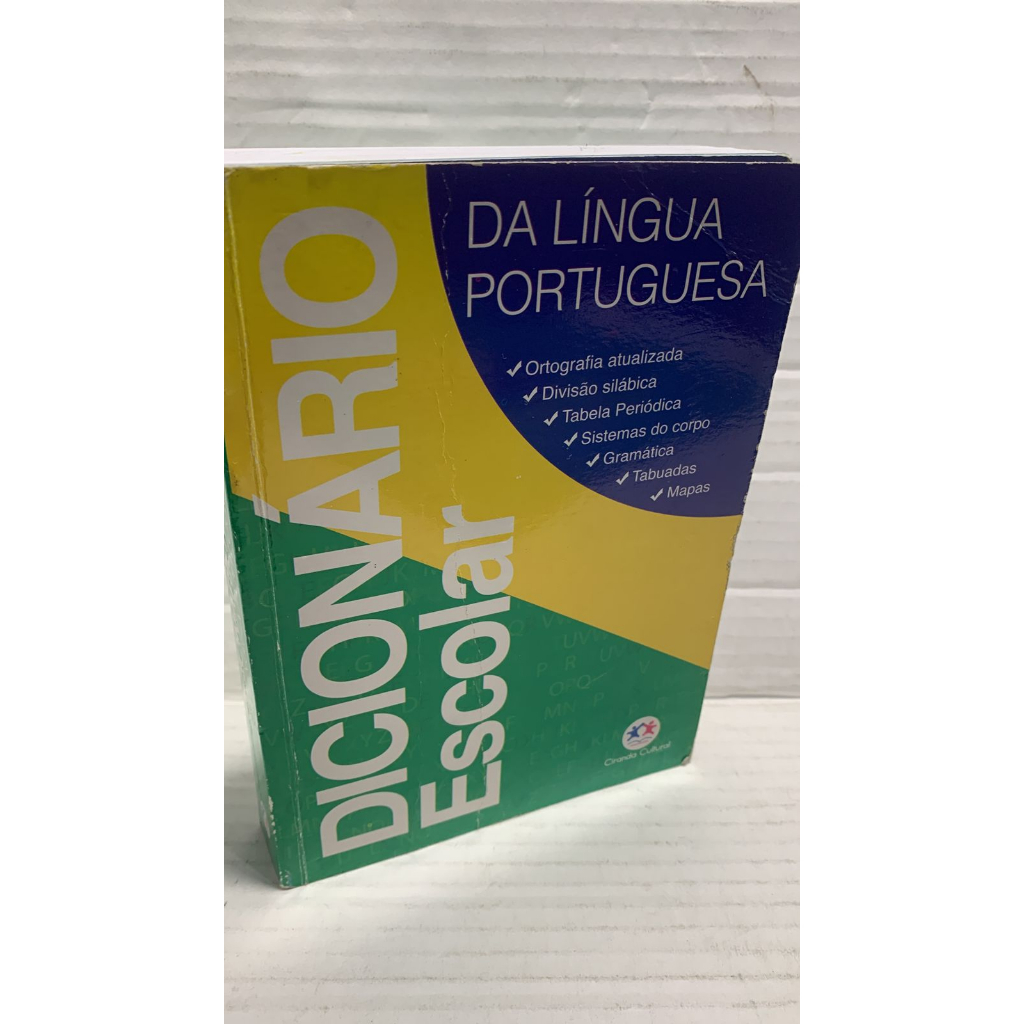 DICIONÁRIO
Escolar
DA LÍNGUA
PORTUGUESA
Ortografia atualizada
Divisão silábica
Tabela Periódica
Sistemas do corpo
Gramática
Tabuadas
Mapas
Ciranda Cultural